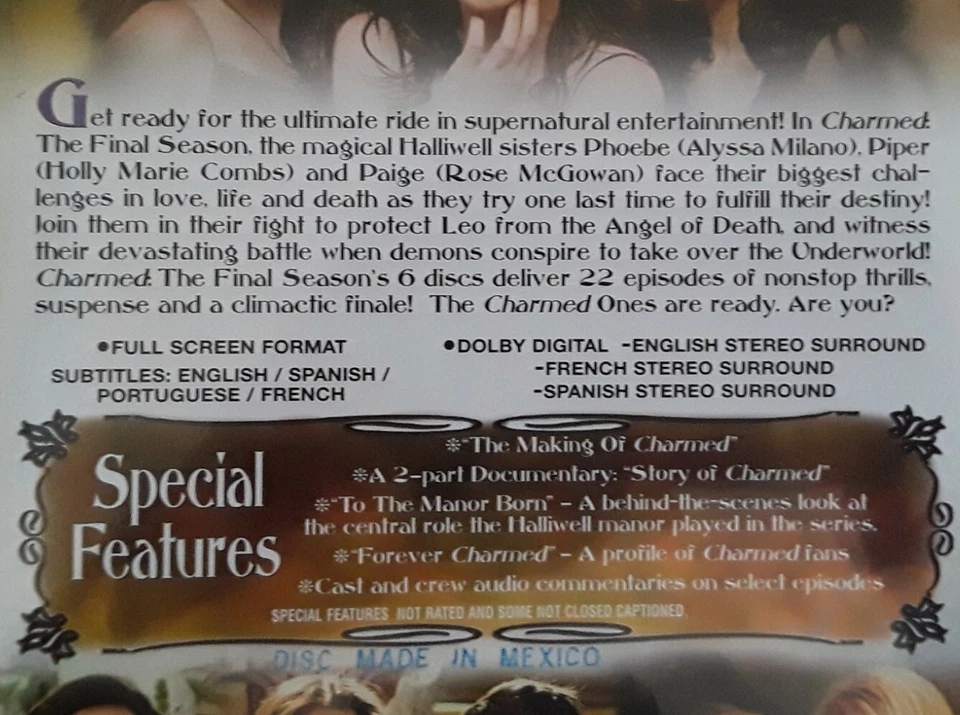 Get ready for the ultimate ride in supernatural entertainment! In Charmed:
The Final Season, the magical Halliwell sisters Phoebe (Alyssa Milano), Piper
(Holly Marie Combs) and Paige (Rose McGowan) face their biggest chal-
lenges in love, life and death as they try one last time to fulfill their destiny!
Join them in their fight to protect Leo from the Angel of Death, and witness
their devastating battle when demons conspire to take over the Underworld!
Charmed: The Final Season's 6 discs deliver 22 episodes of nonstop thrills,
suspense and a climactic finale! The Charmed Ones are ready. Are you?
•FULL SCREEN FORMAT
SUBTITLES: ENGLISH / SPANISH /
PORTUGUESE / FRENCH
•DOLBY DIGITAL -ENGLISH STEREO SURROUND
-FRENCH STEREO SURROUND
-SPANISH STEREO SURROUND
Special
Features
❊"The Making Of Charmed"
❊A 2-part Documentary: "Story of Charmed"
❊"To The Manor Born" – A behind-the-scenes look at
the central role the Halliwell manor played in the series.
❊"Forever Charmed" – A profile of Charmed fans
❊Cast and crew audio commentaries on select episodes
SPECIAL FEATURES NOT RATED AND SOME NOT CLOSED CAPTIONED.
DISC MADE IN MEXICO